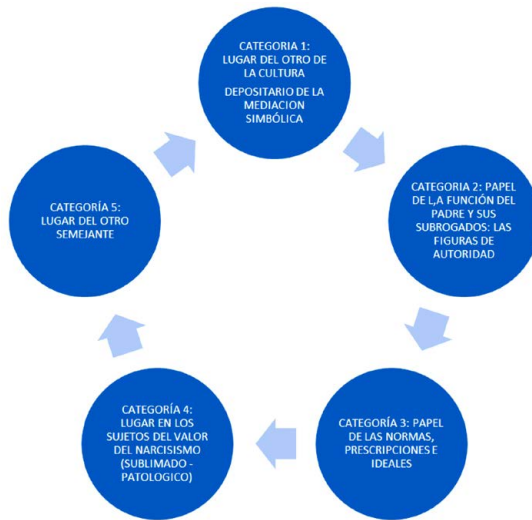 CATEGORIA 1:
LUGAR DEL OTRO DE
LA CULTURA
DEPOSITARIO DE LA
MEDIACION
SIMBÓLICA
CATEGORIA 2: PAPEL
DE L,A FUNCIÓN DEL
PADRE Y SUS
SUBROGADOS: LAS
FIGURAS DE
AUTORIDAD
CATEGORÍA 3: PAPEL
DE LAS NORMAS,
PRESCRIPCIONES E
IDEALES
CATEGORÍA 4:
LUGAR EN LOS
SUJETOS DEL VALOR
DEL NARCISISMO
(SUBLIMADO -
PATOLOGICO)
CATEGORÍA 5:
LUGAR DEL OTRO
SEMEJANTE